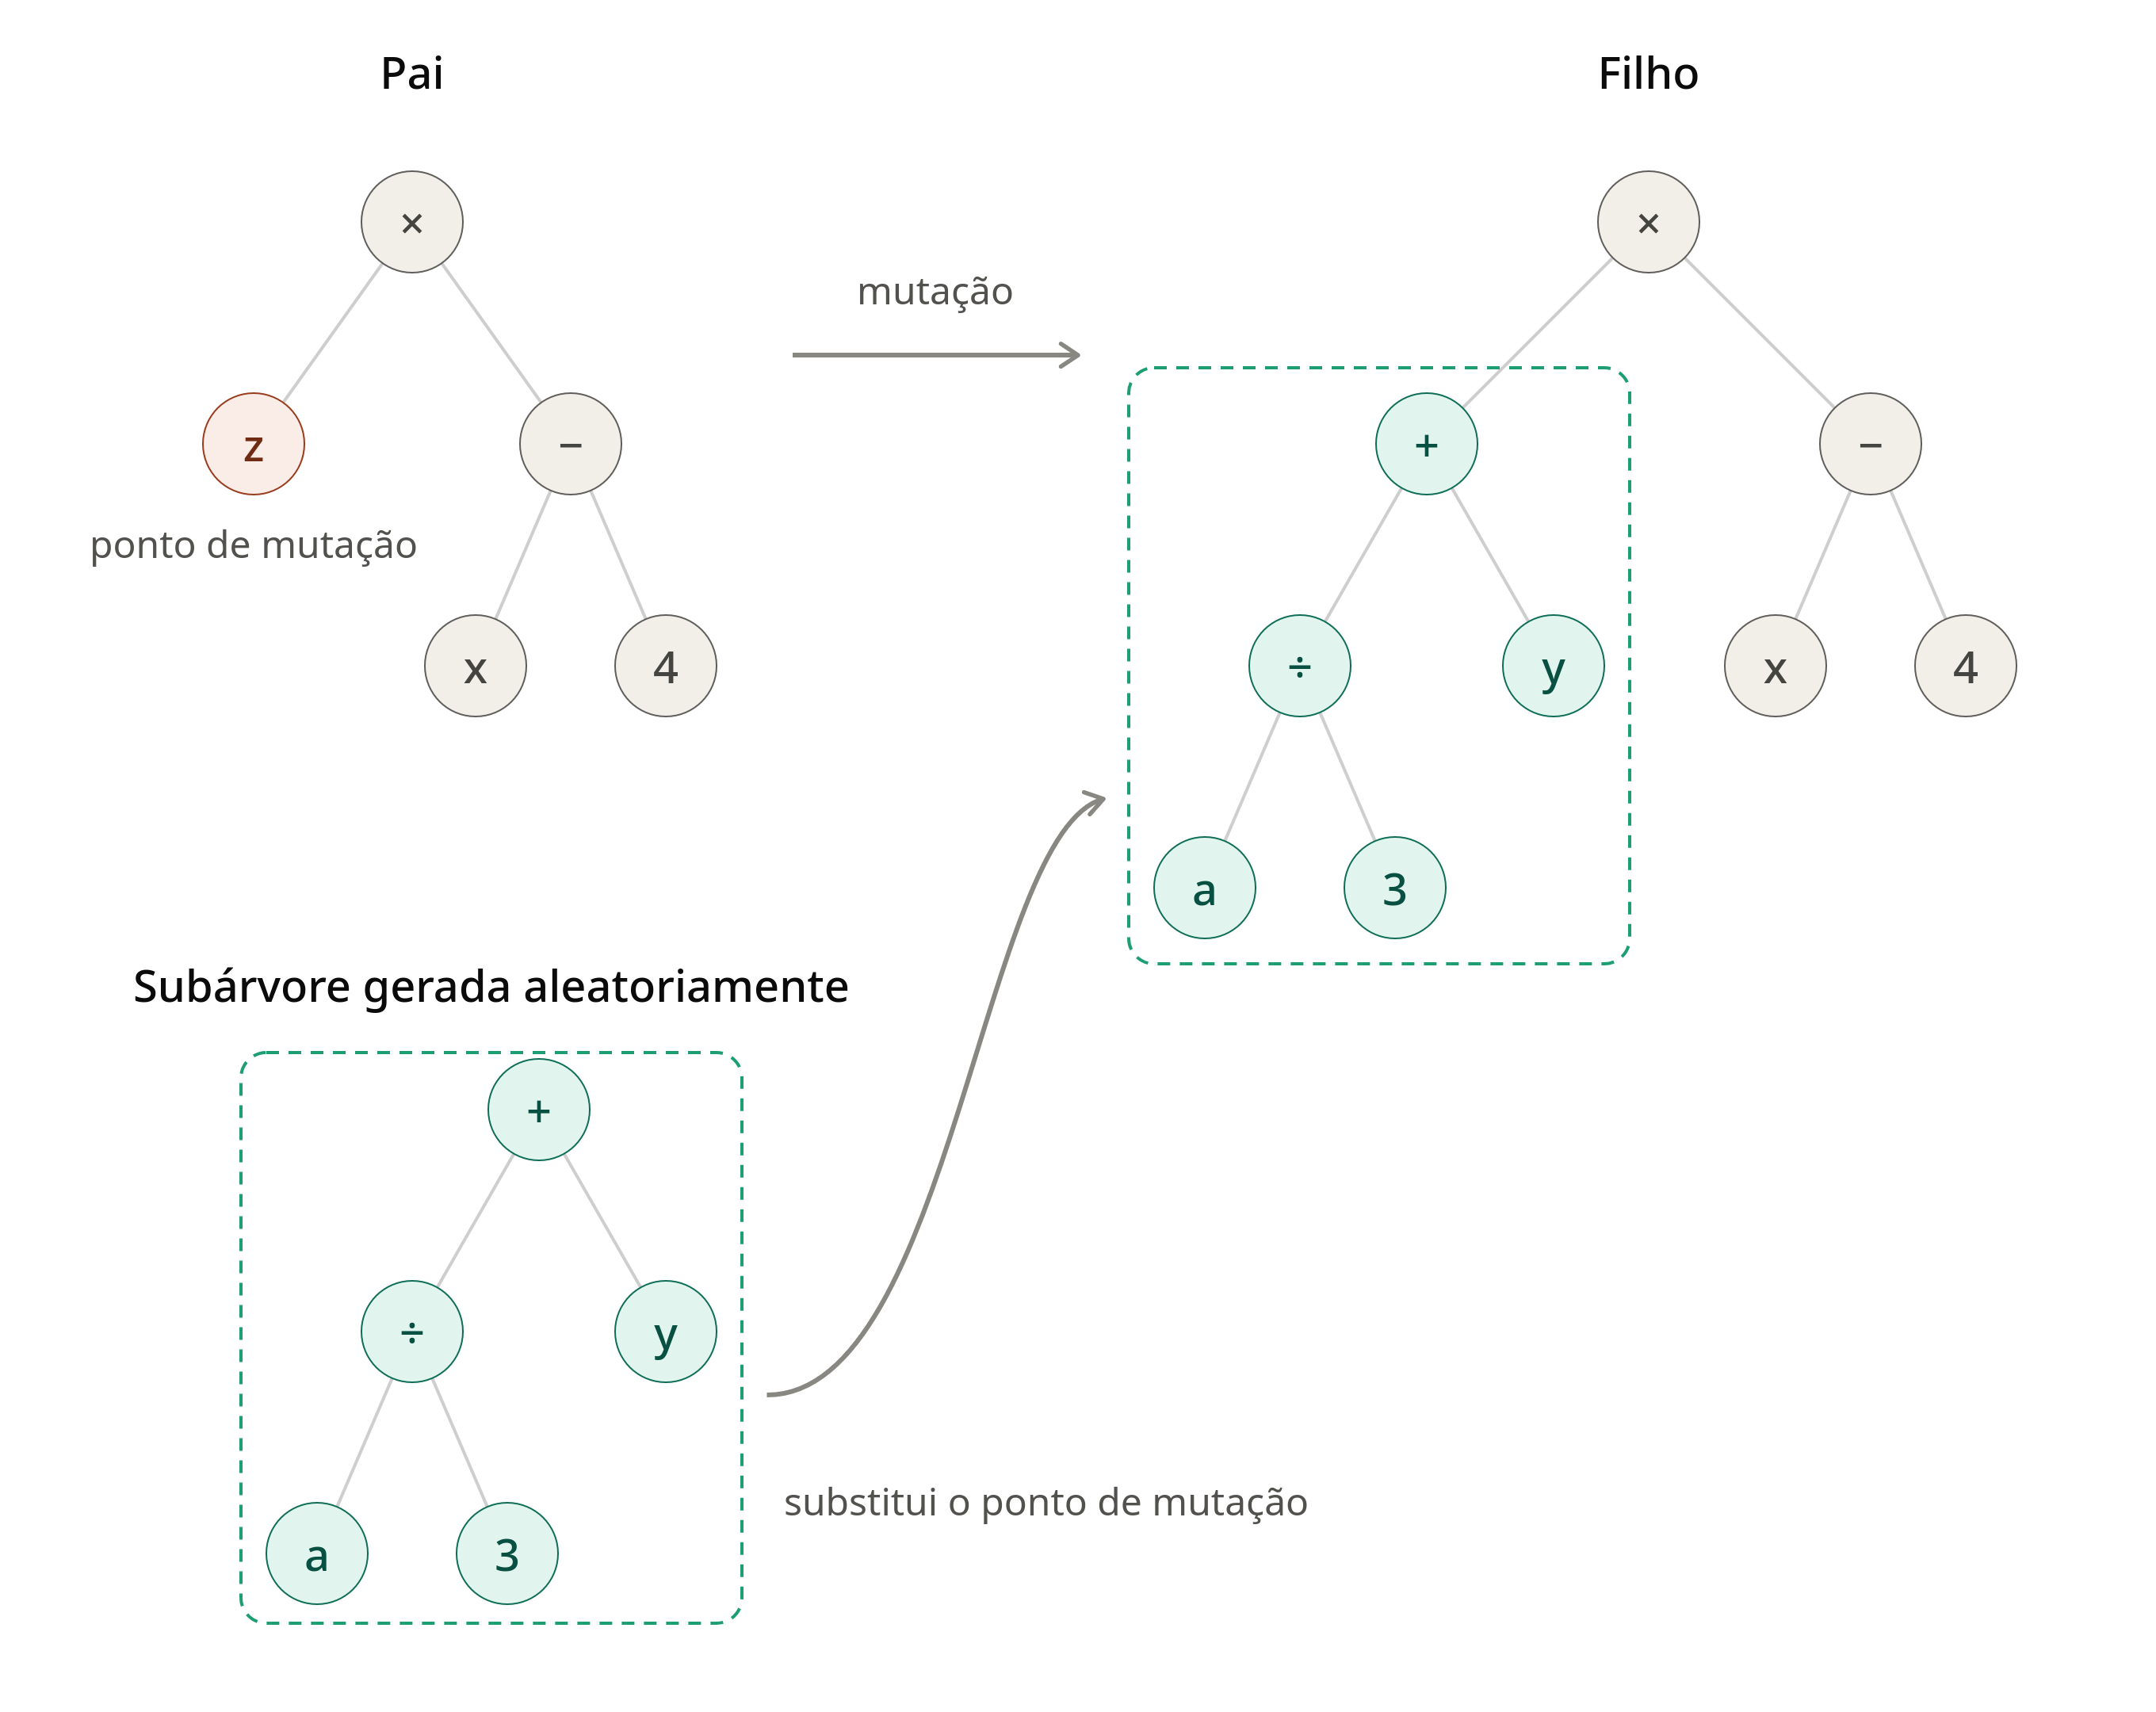 Pai
Filho
×
×
mutação
z
−
+
−
ponto de mutação
x
4
÷
y
x
4
a
3
Subárvore gerada aleatoriamente
+
÷
y
substitui o ponto de mutação
a
3